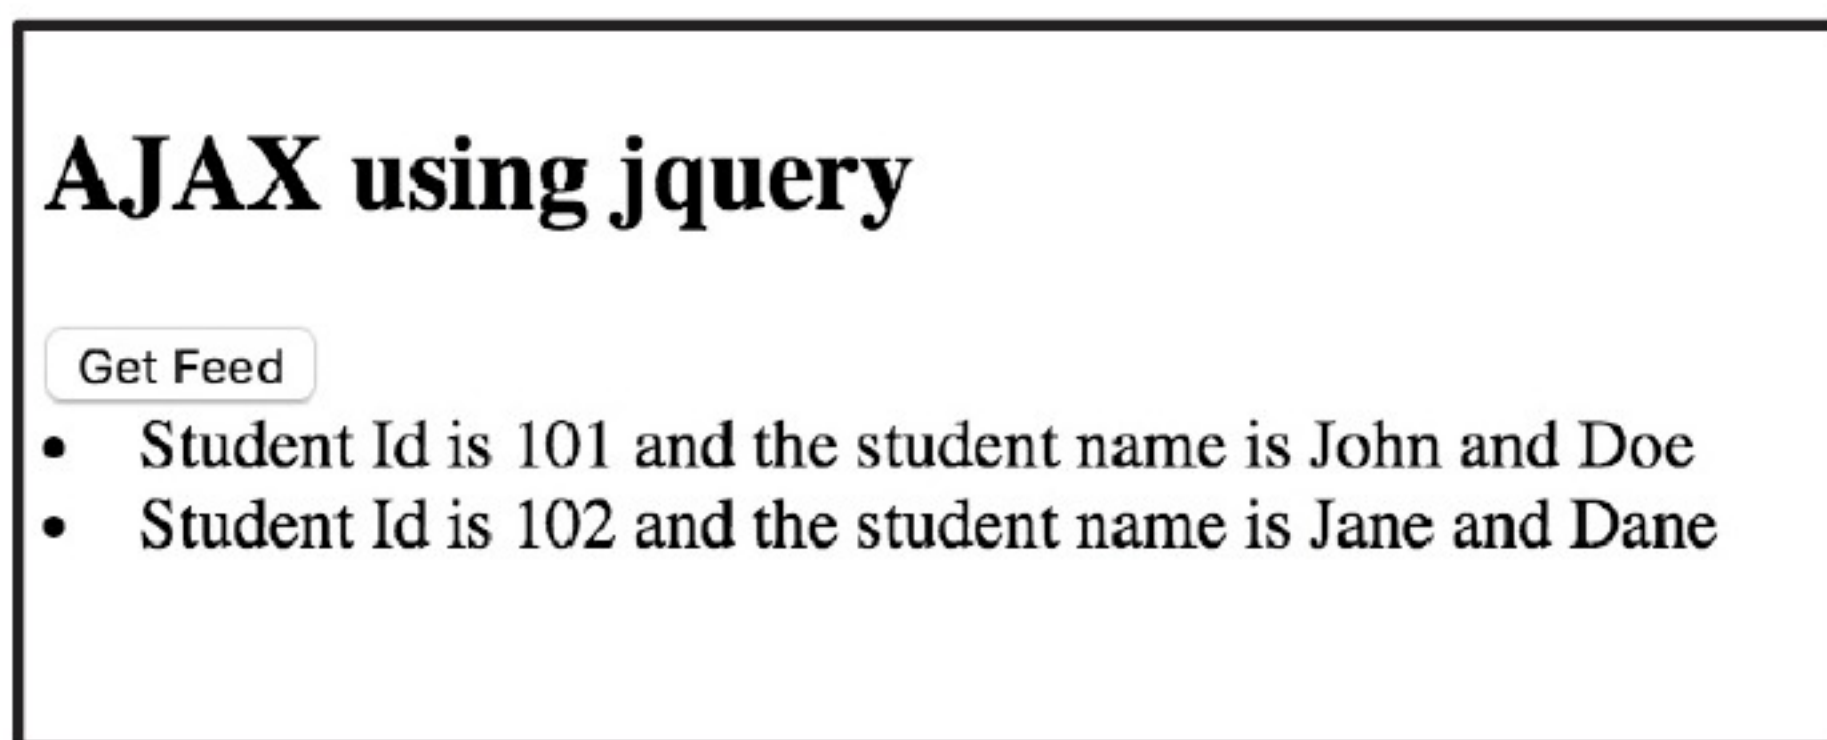 AJAX using jquery
Get Feed
• Student Id is 101 and the student name is John and Doe
• Student Id is 102 and the student name is Jane and Dane